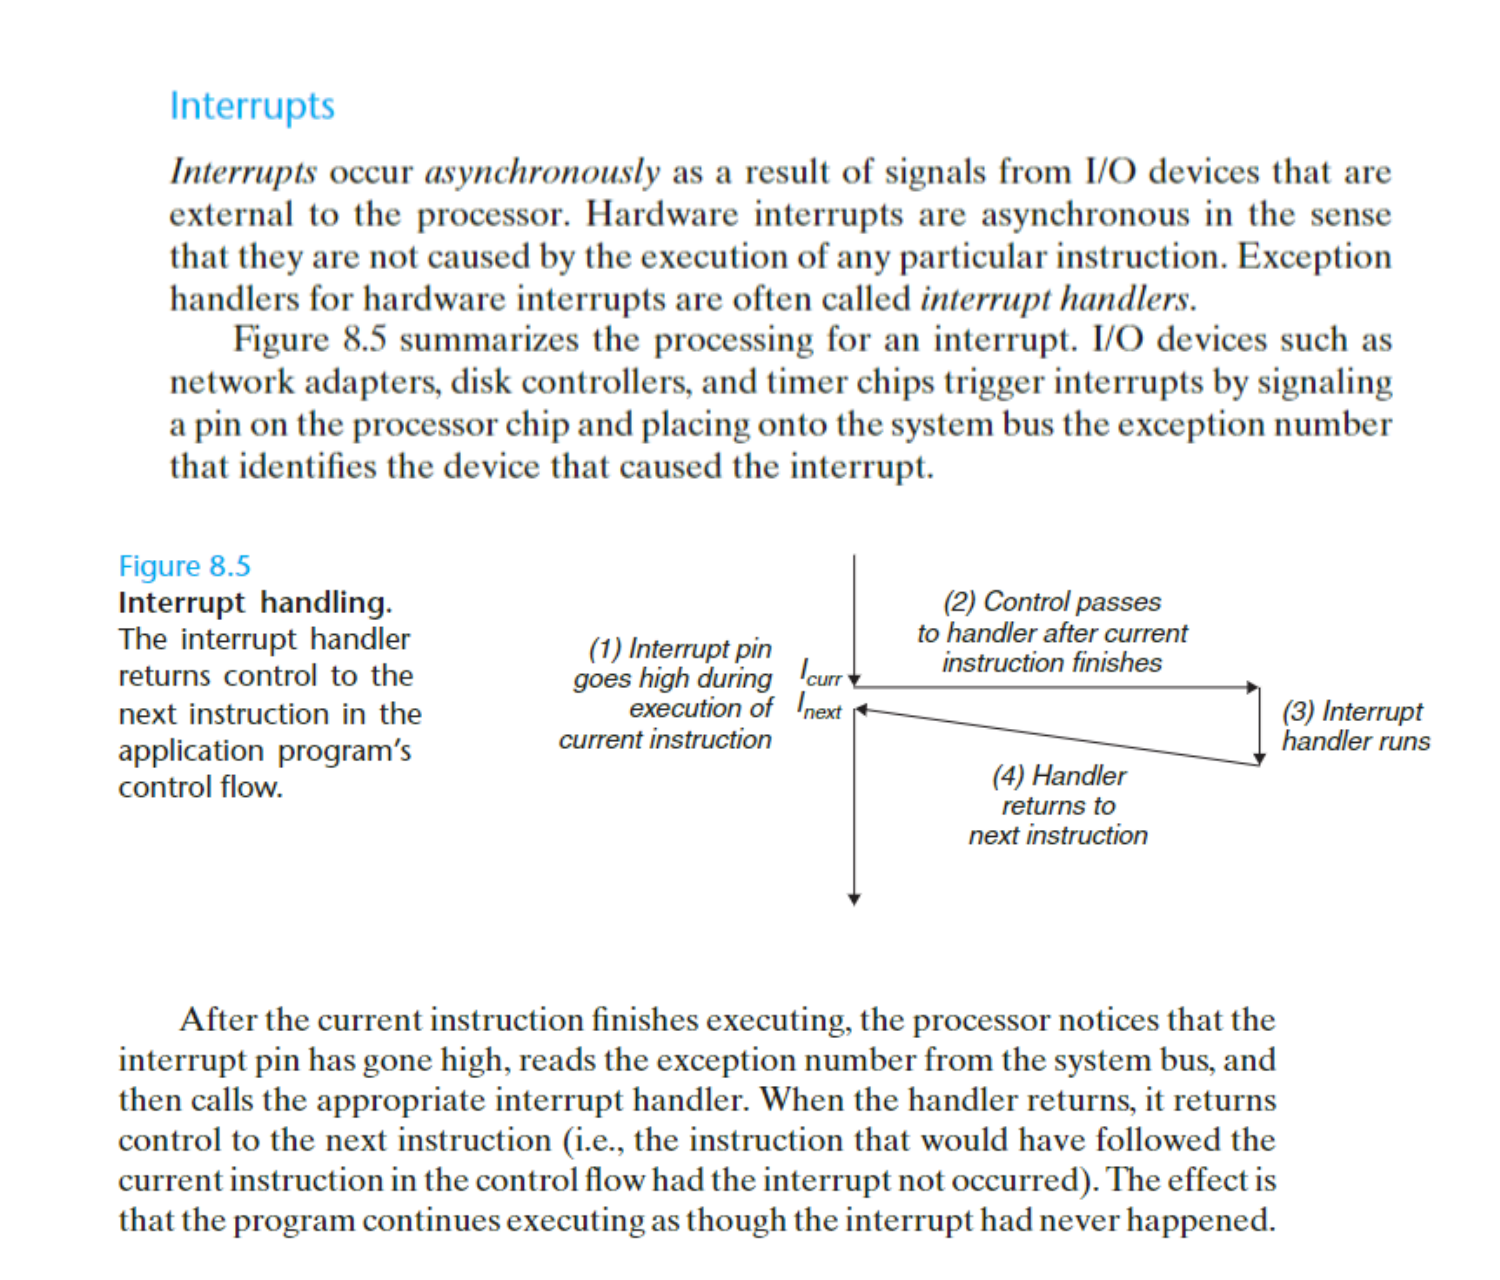 Interrupts
Interrupts occur asynchronously as a result of signals from I/O devices that are
external to the processor. Hardware interrupts are asynchronous in the sense
that they are not caused by the execution of any particular instruction. Exception
handlers for hardware interrupts are often called interrupt handlers.
Figure 8.5 summarizes the processing for an interrupt. I/O devices such as
network adapters, disk controllers, and timer chips trigger interrupts by signaling
a pin on the processor chip and placing onto the system bus the exception number
that identifies the device that caused the interrupt.
Figure 8.5
Interrupt handling.
The interrupt handler
returns control to the
next instruction in the
application program's
control flow.
(1) Interrupt pin
goes high during
execution of
current instruction
Icurr
Inext
(2) Control passes
to handler after current
instruction finishes
(3) Interrupt
handler runs
(4) Handler
returns to
next instruction
After the current instruction finishes executing, the processor notices that the
interrupt pin has gone high, reads the exception number from the system bus, and
then calls the appropriate interrupt handler. When the handler returns, it returns
control to the next instruction (i.e., the instruction that would have followed the
current instruction in the control flow had the interrupt not occurred). The effect is
that the program continues executing as though the interrupt had never happened.